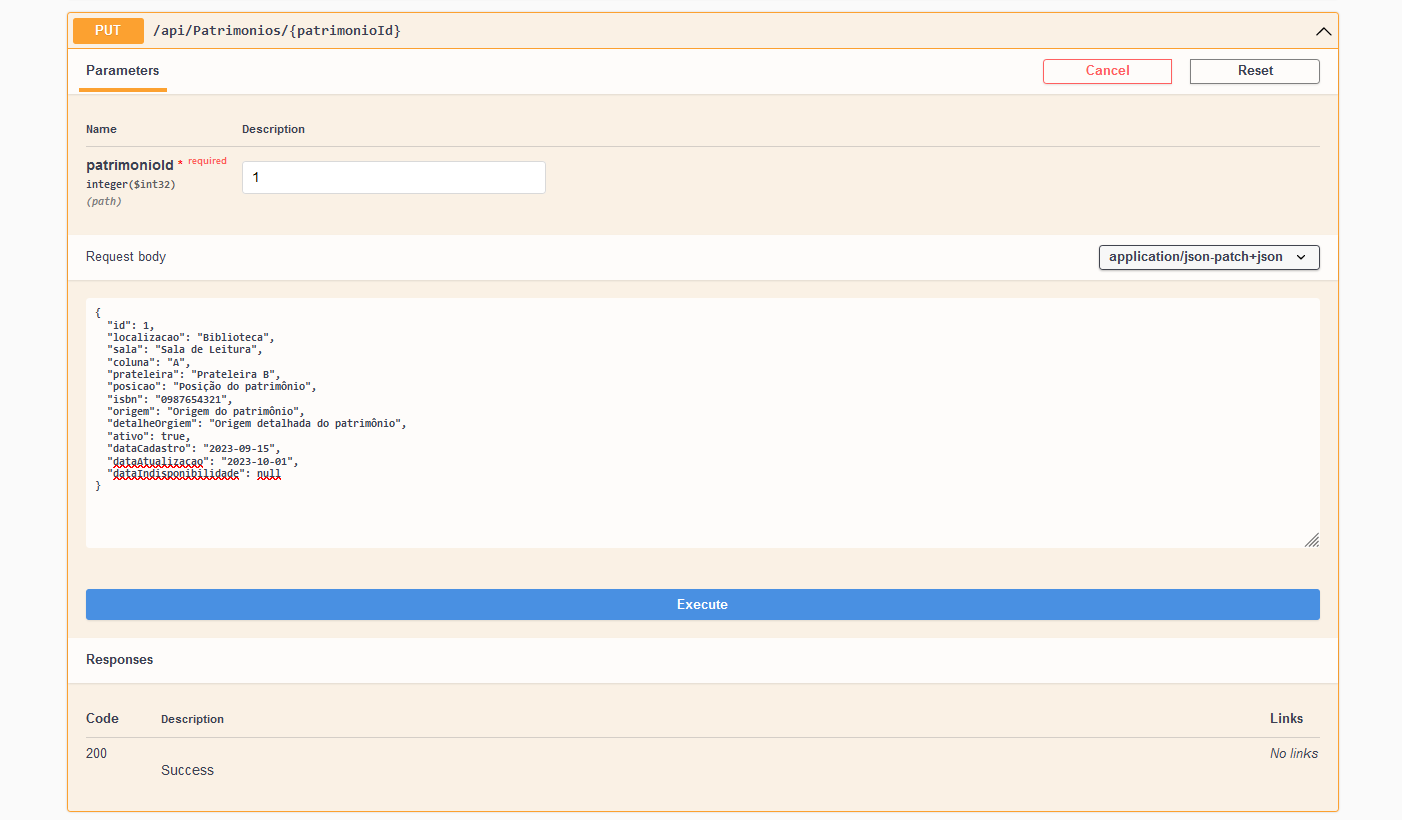 PUT /api/Patrimonios/{patrimonioId}
Parameters Cancel Reset
Name Description
patrimonioId * required
1
integer($int32)
(path)
Request body application/json-patch+json
{
"id": 1,
"localizacao": "Biblioteca",
"sala": "Sala de Leitura",
"coluna": "A",
"prateleira": "Prateleira B",
"posicao": "Posição do patrimônio",
"isbn": "0987654321",
"origem": "Origem do patrimônio",
"detalheOrgiem": "Origem detalhada do patrimônio",
"ativo": true,
"dataCadastro": "2023-09-15",
"dataAtualizacao": "2023-10-01",
"dataIndisponibilidade": null
}
Execute
Responses
Code Description Links
200 No links
Success